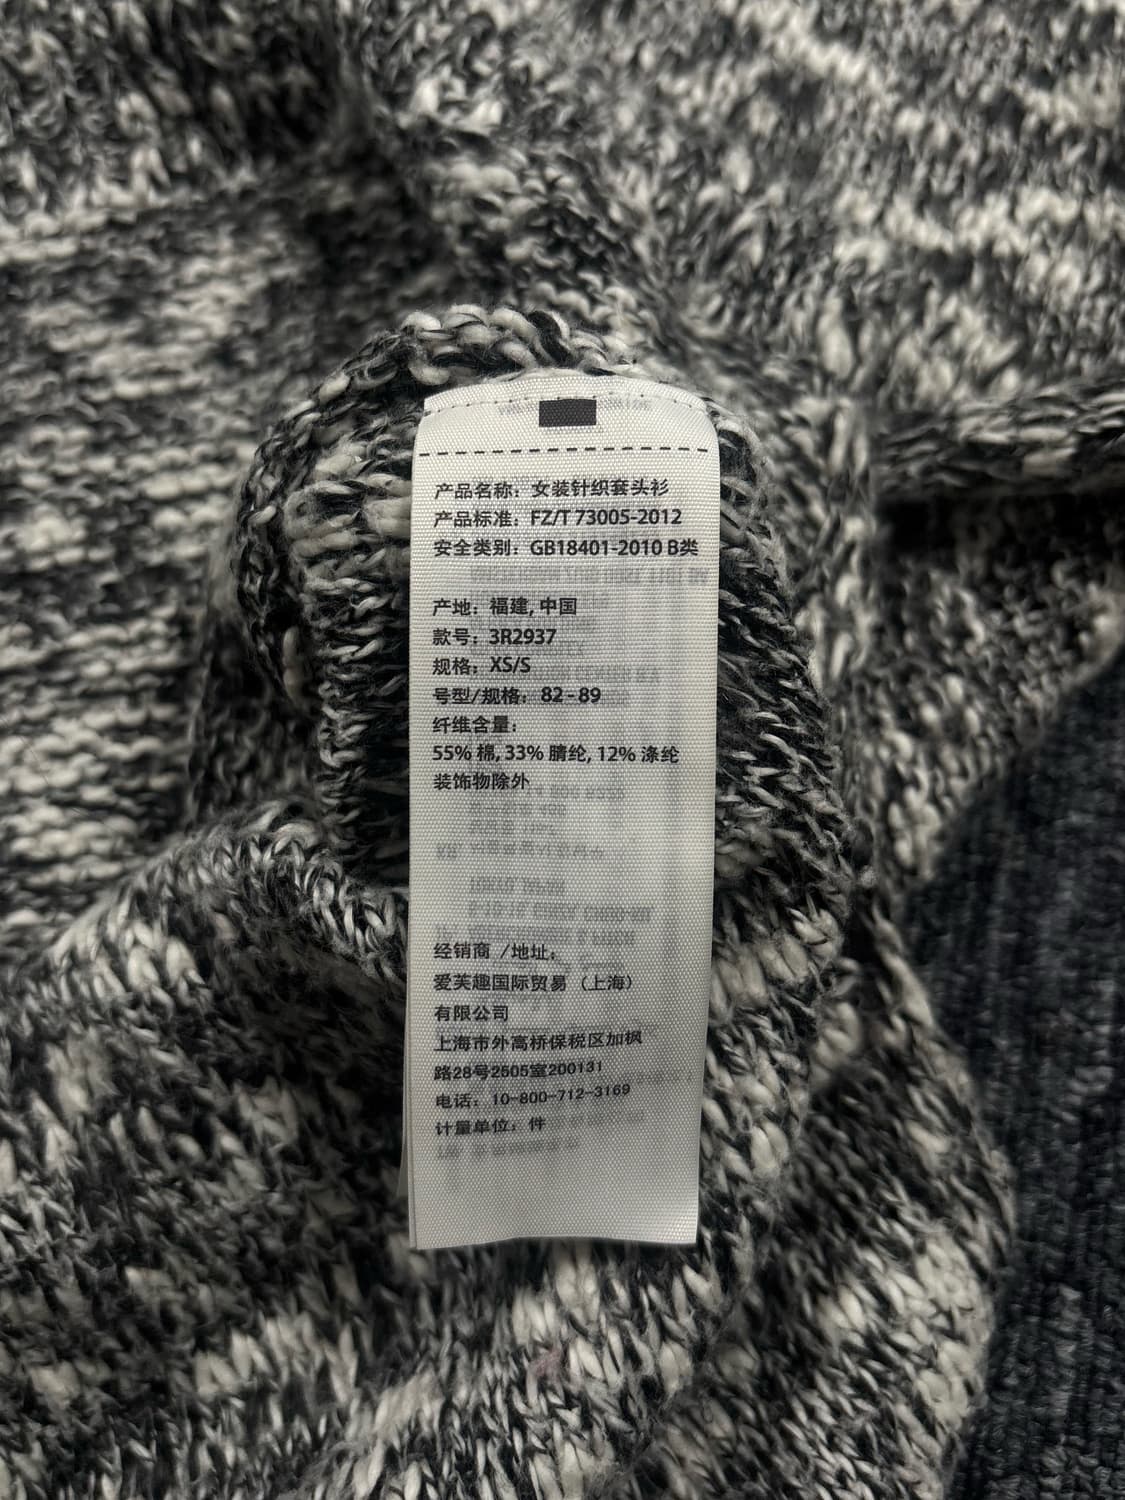 产品名称：女装针织套头衫
产品标准：FZ/T 73005-2012
安全类别：GB18401-2010 B类
产地：福建, 中国
款号：3R2937
规格：XS/S
号型/规格：82 - 89
纤维含量：
55% 棉, 33% 腈纶, 12% 涤纶
装饰物除外
经销商 /地址：
爱芙趣国际贸易（上海）
有限公司
上海市外高桥保税区加枫
路28号2505室200131
电话：10-800-712-3169
计量单位：件